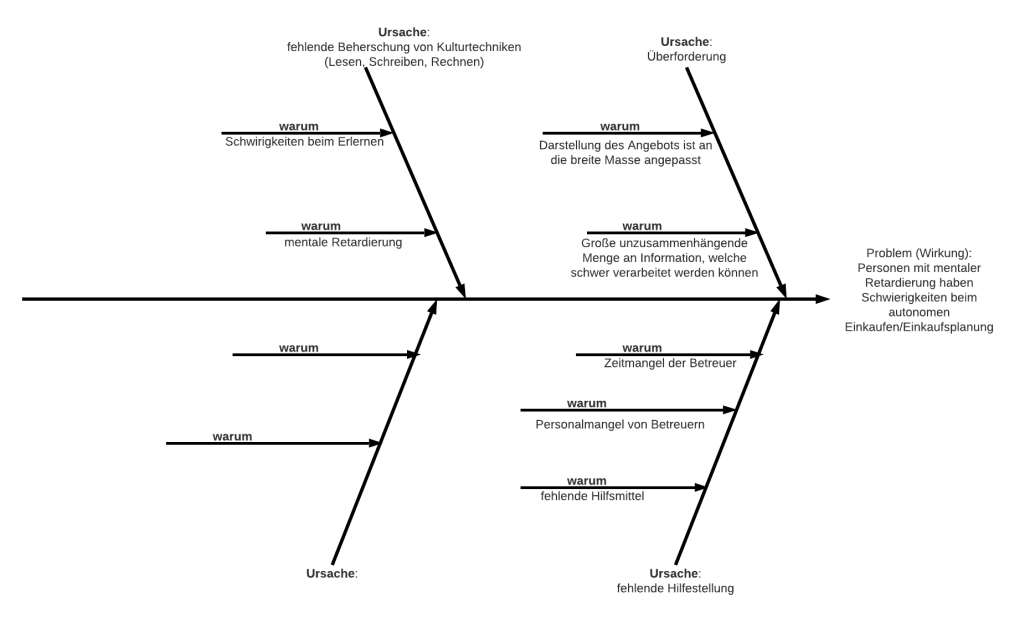 Ursache:
fehlende Beherschung von Kulturtechniken
(Lesen, Schreiben, Rechnen)
warum
Schwirigkeiten beim Erlernen
warum
mentale Retardierung
Ursache:
Überforderung
warum
Darstellung des Angebots ist an
die breite Masse angepasst
warum
Große unzusammenhängende
Menge an Information, welche
schwer verarbeitet werden können
Problem (Wirkung):
Personen mit mentaler
Retardierung haben
Schwierigkeiten beim
autonomen
Einkaufen/Einkaufsplanung
warum
warum
Ursache:
warum
Zeitmangel der Betreuer
warum
Personalmangel von Betreuern
warum
fehlende Hilfsmittel
Ursache:
fehlende Hilfestellung